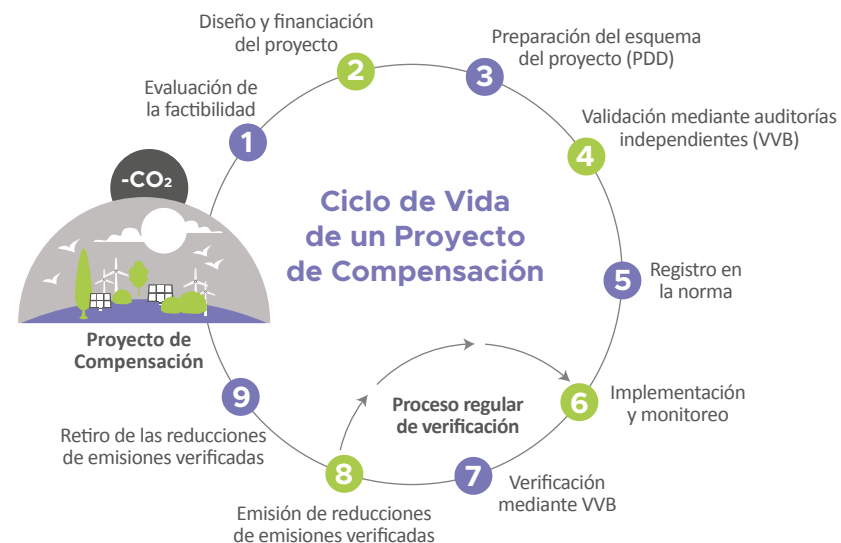 Ciclo de Vida
de un Proyecto
de Compensación
-CO₂
Proyecto de
Compensación
1
Evaluación de
la factibilidad
2
Diseño y financiación
del proyecto
3
Preparación del esquema
del proyecto (PDD)
4
Validación mediante auditorías
independientes (VVB)
5
Registro en
la norma
6
Implementación
y monitoreo
Proceso regular
de verificación
7
Verificación
mediante VVB
8
Emisión de reducciones
de emisiones verificadas
9
Retiro de las reducciones
de emisiones verificadas